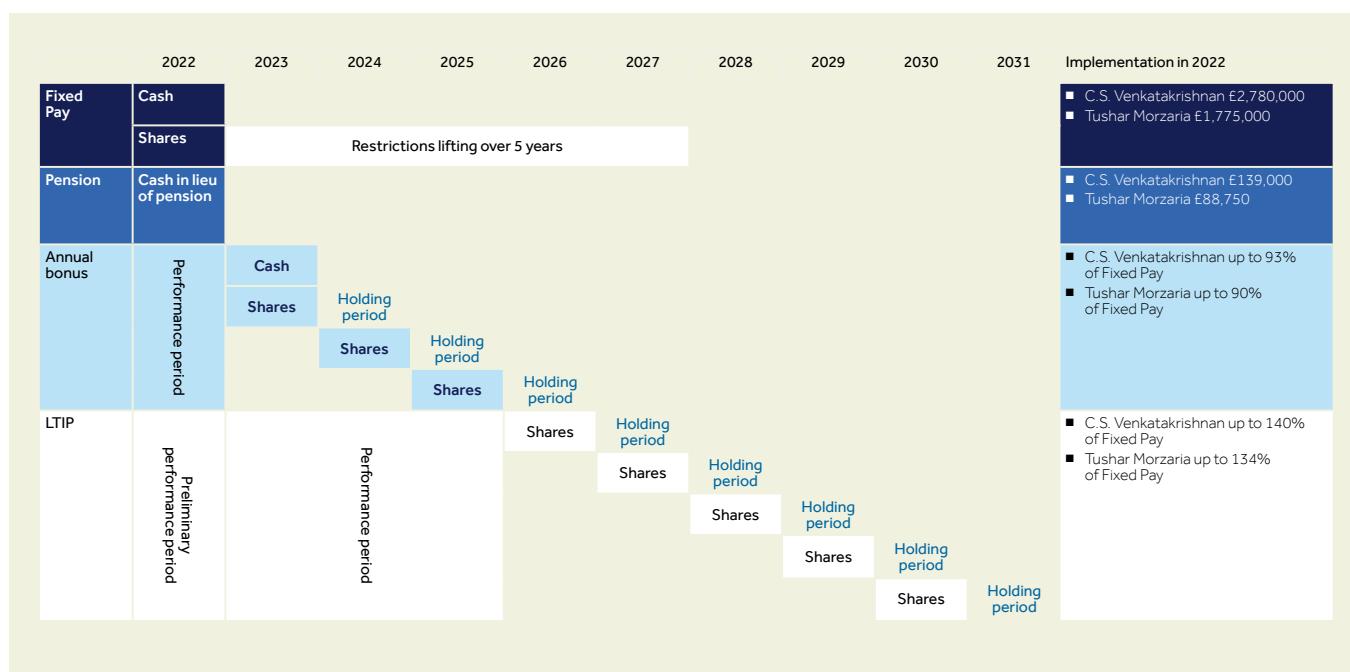 2022 2023 2024 2025 2026 2027 2028 2029 2030 2031 Implementation in 2022
Fixed
Pay
Cash
Shares
Restrictions lifting over 5 years
■ C.S. Venkatakrishnan £2,780,000
■ Tushar Morzaria £1,775,000
Pension
Cash in lieu
of pension
■ C.S. Venkatakrishnan £139,000
■ Tushar Morzaria £88,750
Annual
bonus
Performance period
Cash
Shares
Holding
period
Shares
Holding
period
Shares
Holding
period
■ C.S. Venkatakrishnan up to 93%
of Fixed Pay
■ Tushar Morzaria up to 90%
of Fixed Pay
LTIP
Preliminary
performance period
Performance period
Shares
Holding
period
Shares
Holding
period
Shares
Holding
period
Shares
Holding
period
Shares
Holding
period
■ C.S. Venkatakrishnan up to 140%
of Fixed Pay
■ Tushar Morzaria up to 134%
of Fixed Pay